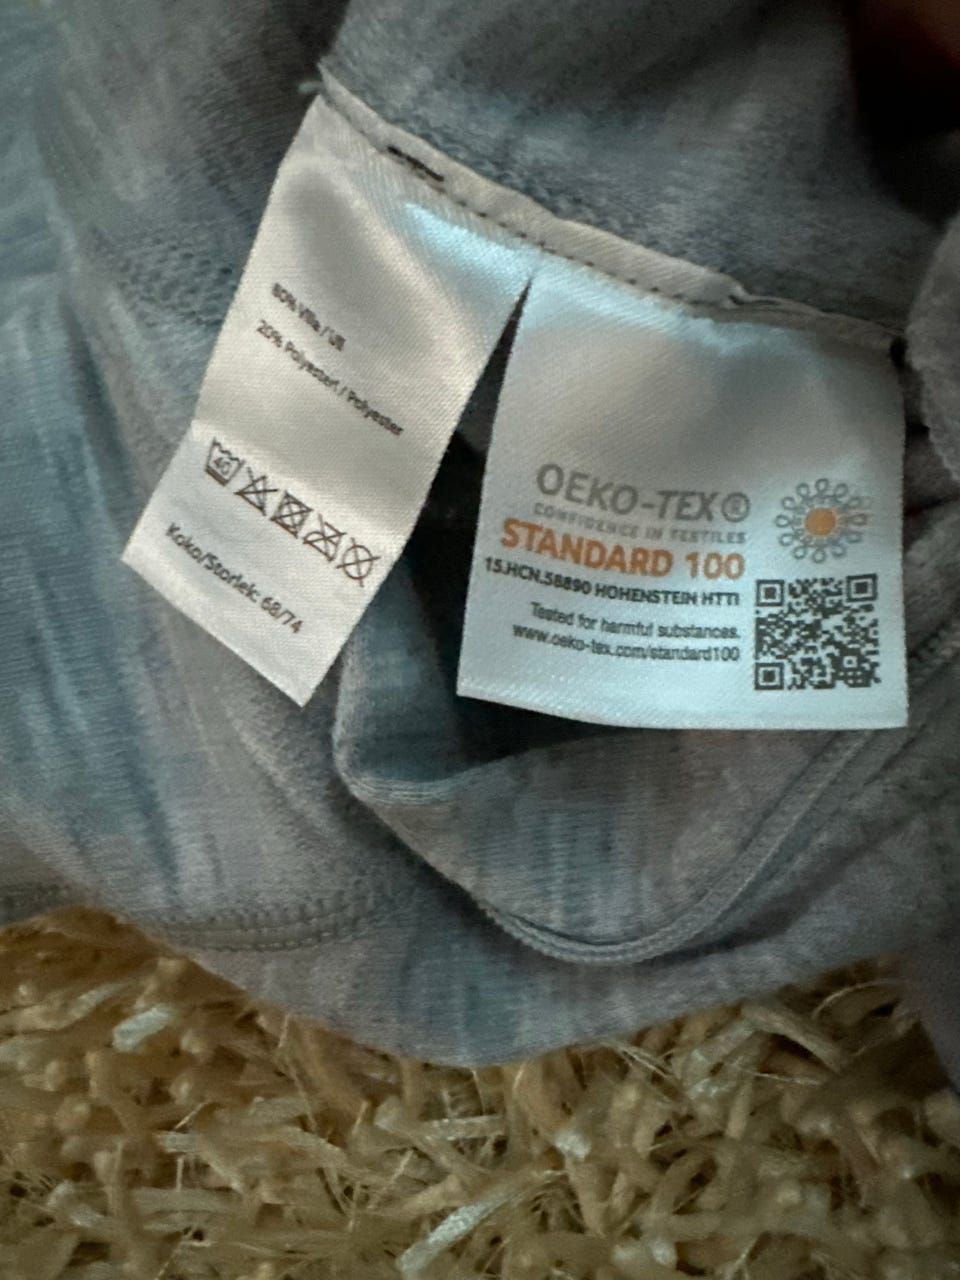 80% Villa / Ull
20% Polyesteri / Polyester
40
Koko/Storlek: 68/74
OEKO-TEX®
CONFIDENCE IN TEXTILES
STANDARD 100
15.HCN.58890 HOHENSTEIN HTTI
Tested for harmful substances.
www.oeko-tex.com/standard100